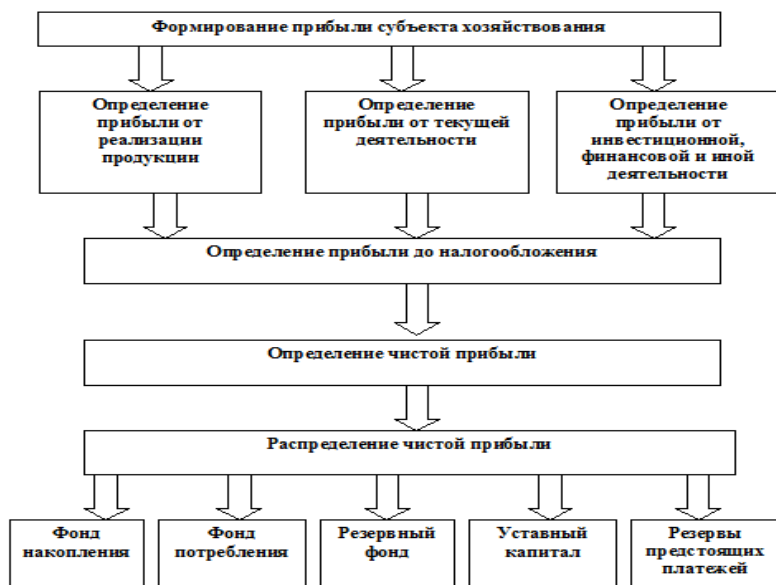 Формирование прибыли субъекта хозяйствования
Определение
прибыли от
реализации
продукции
Определение
прибыли от текущей
деятельности
Определение
прибыли от
инвестиционной,
финансовой и иной
деятельности
Определение прибыли до налогообложения
Определение чистой прибыли
Распределение чистой прибыли
Фонд
накопления
Фонд
потребления
Резервный
фонд
Уставный
капитал
Резервы
предстоящих
платежей